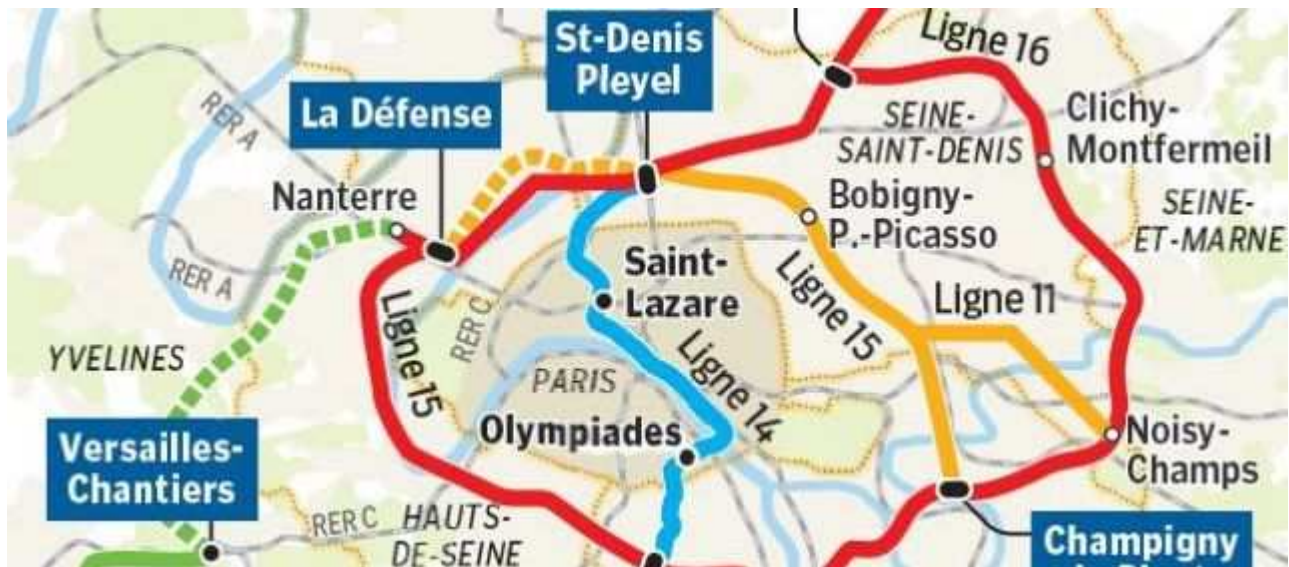 St-Denis
Pleyel
Ligne 16
La Défense
RER A
SEINE-
SAINT-DENIS
Clichy-
Montfermeil
Nanterre
Bobigny-
P.-Picasso
SEINE-
ET-MARNE
RER A
Saint-
Lazare
Ligne 15
Ligne 11
Ligne 15
RER C
YVELINES
PARIS
Ligne 14
Olympiades
Versailles-
Chantiers
Noisy-
Champs
RER C
HAUTS-
DE-SEINE
Champigny